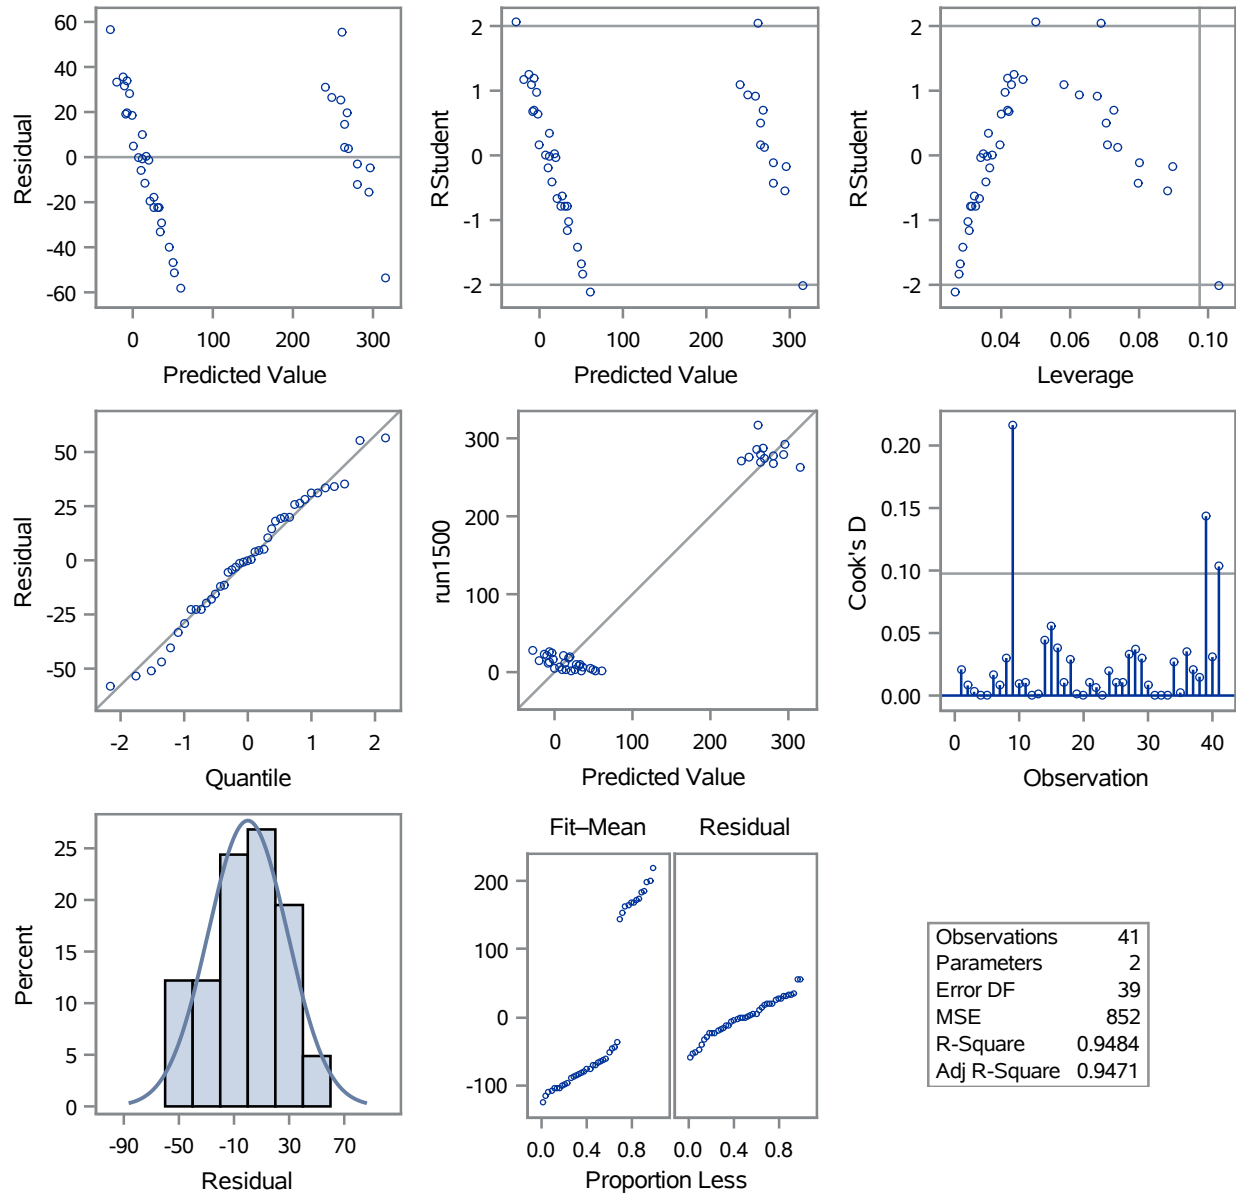 60
40
20
0
-20
-40
-60
Residual
0 100 200 300
Predicted Value
2
1
0
-1
-2
RStudent
0 100 200 300
Predicted Value
2
1
0
-1
-2
RStudent
0.04 0.06 0.08 0.10
Leverage
50
25
0
-25
-50
Residual
-2 -1 0 1 2
Quantile
300
200
100
0
run1500
0 100 200 300
Predicted Value
0.20
0.15
0.10
0.05
0.00
Cook's D
0 10 20 30 40
Observation
25
20
15
10
5
0
Percent
-90 -50 -10 30 70
Residual
Fit–Mean Residual
200
100
0
-100
0.0 0.4 0.8 0.0 0.4 0.8
Proportion Less
Observations 41
Parameters 2
Error DF 39
MSE 852
R-Square 0.9484
Adj R-Square 0.9471